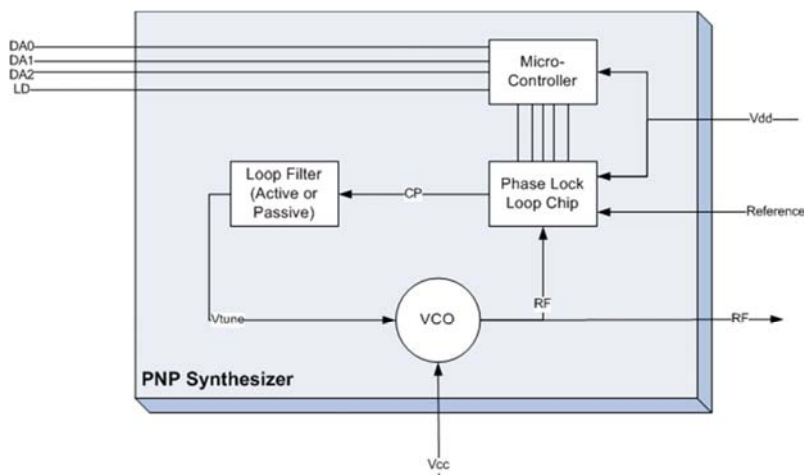 DA0
DA1
DA2
LD
Micro-
Controller
Vdd
Loop Filter
(Active or
Passive)
CP
Phase Lock
Loop Chip
Reference
RF
Vtune
VCO
RF
PNP Synthesizer
Vcc